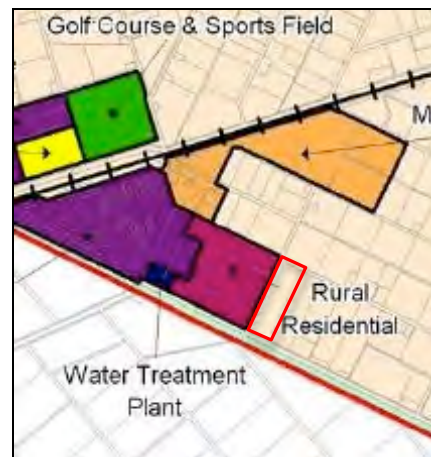 Golf Course & Sports Field
M
Rural
Residential
Water Treatment
Plant